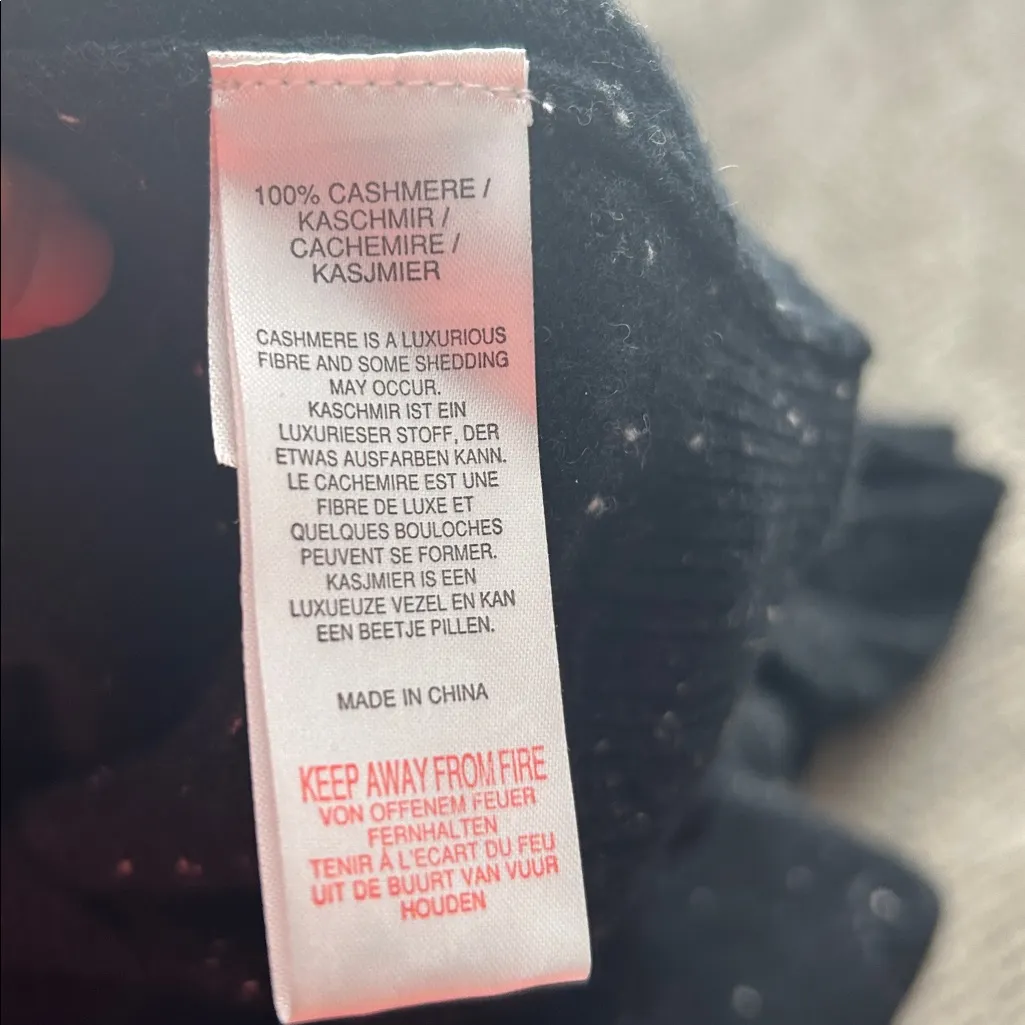 100% CASHMERE /
KASCHMIR /
CACHEMIRE /
KASJMIER
CASHMERE IS A LUXURIOUS
FIBRE AND SOME SHEDDING
MAY OCCUR.
KASCHMIR IST EIN
LUXURIESER STOFF, DER
ETWAS AUSFARBEN KANN.
LE CACHEMIRE EST UNE
FIBRE DE LUXE ET
QUELQUES BOULOCHES
PEUVENT SE FORMER.
KASJMIER IS EEN
LUXUEUZE VEZEL EN KAN
EEN BEETJE PILLEN.
MADE IN CHINA
KEEP AWAY FROM FIRE
VON OFFENEM FEUER
FERNHALTEN
TENIR À L'ECART DU FEU
UIT DE BUURT VAN VUUR
HOUDEN